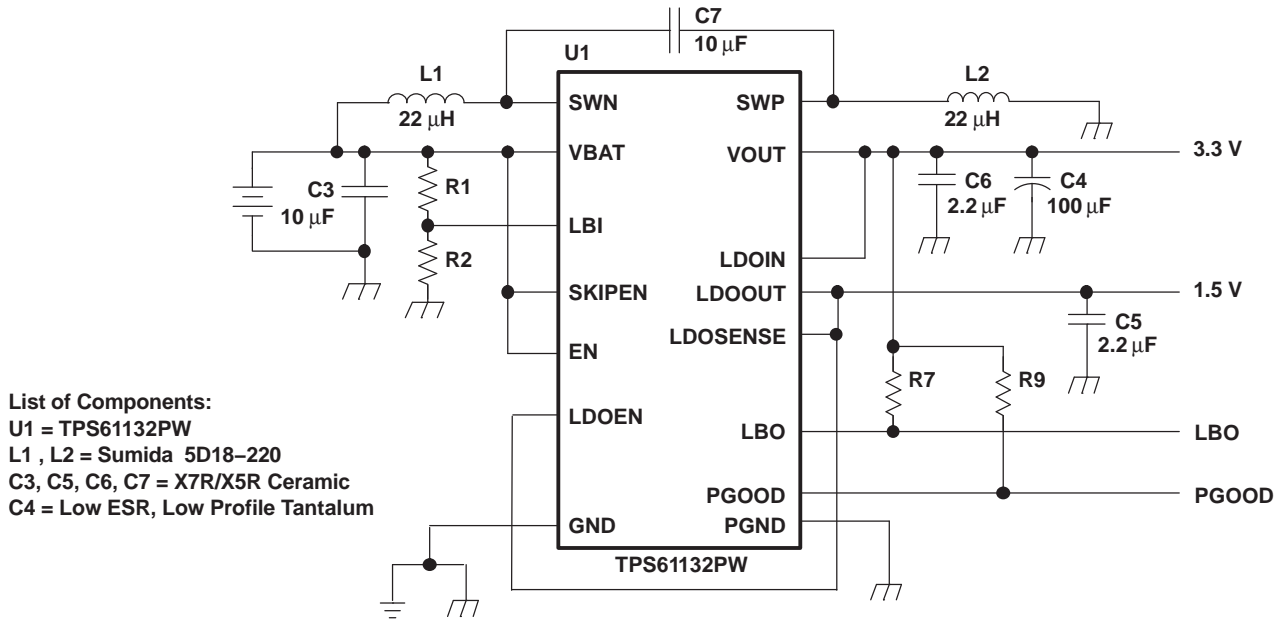 C7
10 μF
U1
L1
22 μH
SWN
SWP
L2
22 μH
VBAT
VOUT
3.3 V
C3
10 μF
R1
C6
2.2 μF
C4
100 μF
LBI
R2
LDOIN
SKIPEN
LDOOUT
1.5 V
LDOSENSE
C5
2.2 μF
EN
R7
R9
List of Components:
U1 = TPS61132PW
L1 , L2 = Sumida 5D18–220
C3, C5, C6, C7 = X7R/X5R Ceramic
C4 = Low ESR, Low Profile Tantalum
LDOEN
LBO
LBO
PGOOD
PGOOD
GND
PGND
TPS61132PW